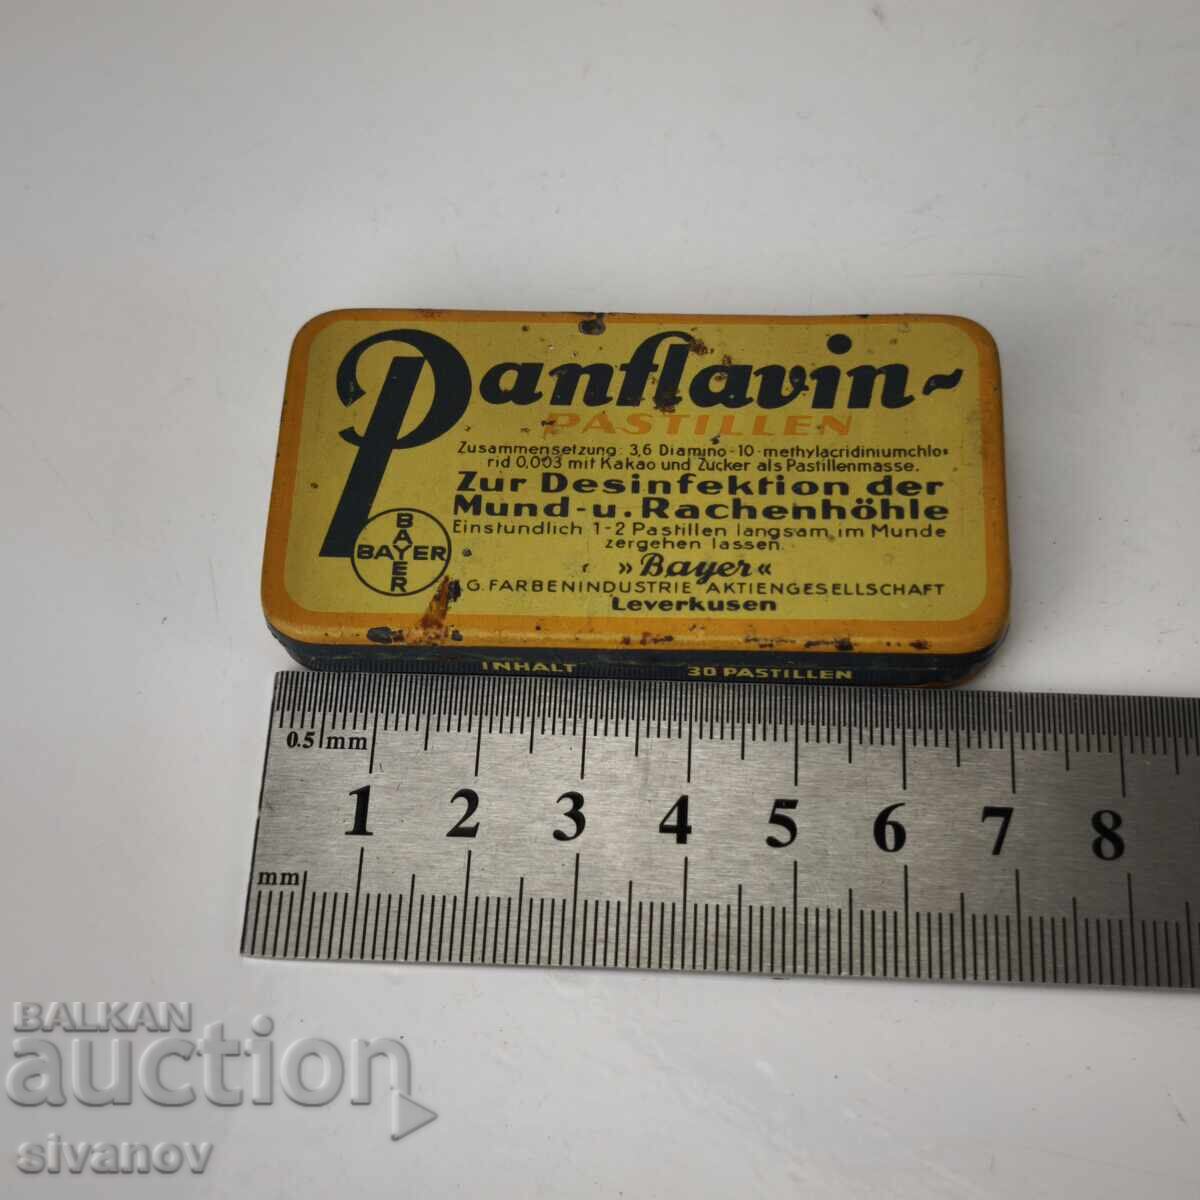 Panflavin-
PASTILLEN
Zusammensetzung: 3,6 Diamino-10-methylacridiniumchlo=
rid 0,003 mit Kakao und Zucker als Pastillenmasse.
Zur Desinfektion der
Mund-u. Rachenhöhle
Einstündlich 1-2 Pastillen langsam im Munde
zergehen lassen.
BAYER
BAYER
»Bayer«
G. FARBENINDUSTRIE AKTIENGESELLSCHAFT
Leverkusen
INHALT 30 PASTILLEN
0.5 mm
1 2 3 4 5 6 7 8
mm
BALKAN
auction
sivanov